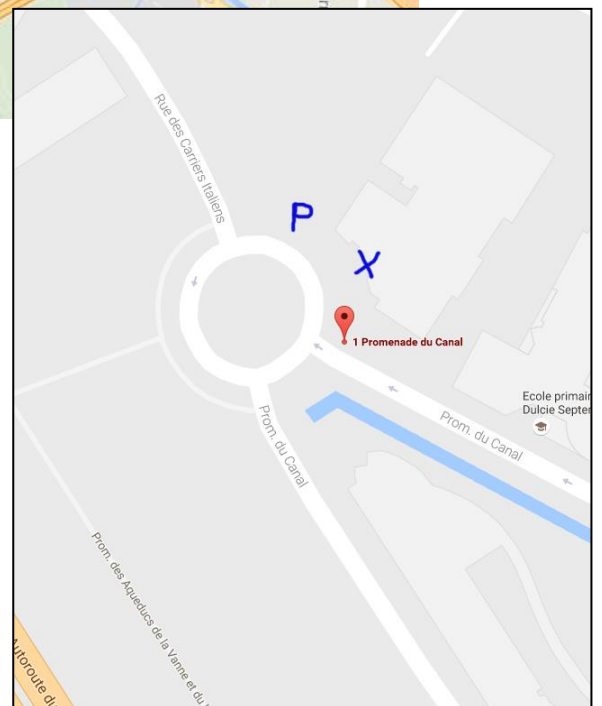 Rue des Carriers Italiens
P
X
1 Promenade du Canal
Ecole primair
Dulcie Septe
Prom. du Canal
Prom. du Canal
Prom. des Aqueducs de la Vanne et du
Autoroute du